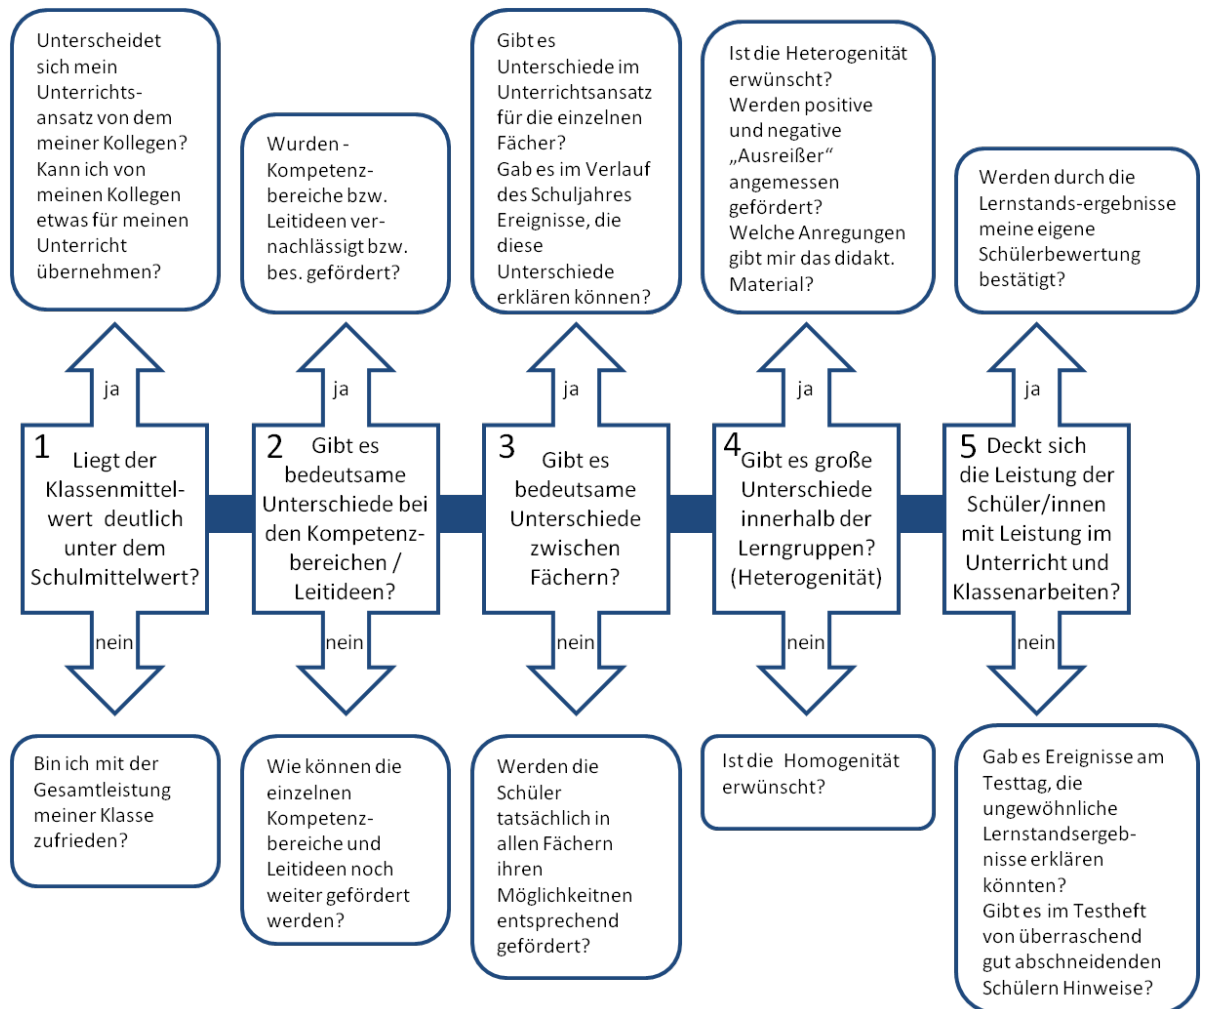 Unterscheidet
sich mein
Unterrichts-
ansatz von dem
meiner Kollegen?
Kann ich von
meinen Kollegen
etwas für meinen
Unterricht
übernehmen?
Wurden -
Kompetenz-
bereiche bzw.
Leitideen ver-
nachlässigt bzw.
bes. gefördert?
Gibt es
Unterschiede im
Unterrichtsansatz
für die einzelnen
Fächer?
Gab es im Verlauf
des Schuljahres
Ereignisse, die
diese
Unterschiede
erklären können?
Ist die Heterogenität
erwünscht?
Werden positive
und negative
„Ausreißer“
angemessen
gefördert?
Welche Anregungen
gibt mir das didakt.
Material?
Werden durch die
Lernstands-ergebnisse
meine eigene
Schülerbewertung
bestätigt?
ja
ja
ja
ja
ja
1
Liegt der
Klassenmittel-
wert deutlich
unter dem
Schulmittelwert?
2 Gibt es
bedeutsame
Unterschiede bei
den Kompetenz-
bereichen /
Leitideen?
3
Gibt es
bedeutsame
Unterschiede
zwischen
Fächern?
4
Gibt es große
Unterschiede
innerhalb der
Lerngruppen?
(Heterogenität)
5 Deckt sich
die Leistung der
Schüler/innen
mit Leistung im
Unterricht und
Klassenarbeiten?
nein
nein
nein
nein
nein
Bin ich mit der
Gesamtleistung
meiner Klasse
zufrieden?
Wie können die
einzelnen
Kompetenz-
bereiche und
Leitideen noch
weiter gefördert
werden?
Werden die
Schüler
tatsächlich in
allen Fächern
ihren
Möglichkeitnen
entsprechend
gefördert?
Ist die Homogenität
erwünscht?
Gab es Ereignisse am
Testtag, die
ungewöhnliche
Lernstandsergeb-
nisse erklären
könnten?
Gibt es im Testheft
von überraschend
gut abschneidenden
Schülern Hinweise?